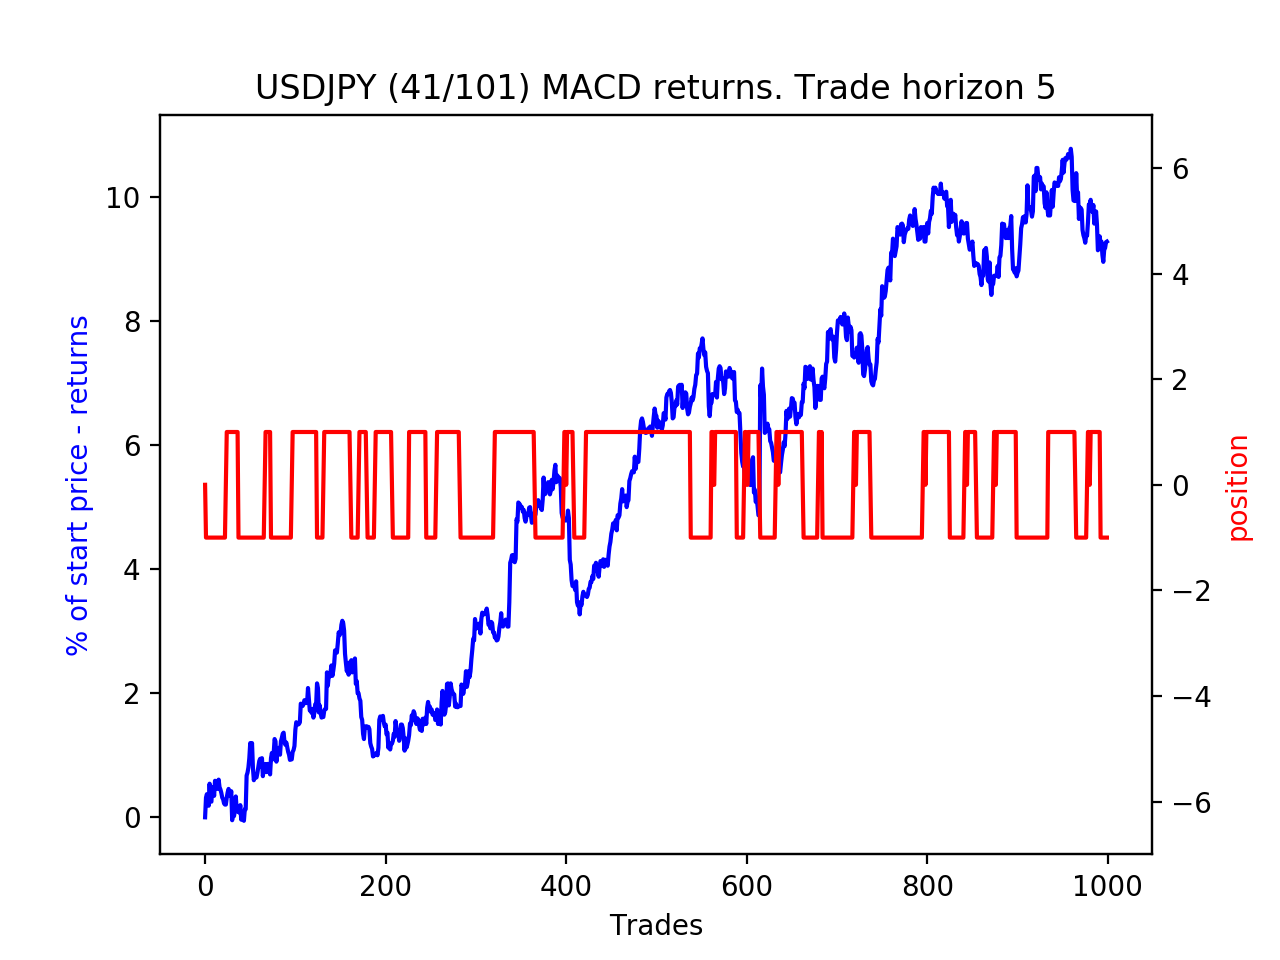 USDJPY (41/101) MACD returns. Trade horizon 5
% of start price - returns
10
8
6
4
2
0
6
4
2
0
−2
−4
−6
position
0 200 400 600 800 1000
Trades